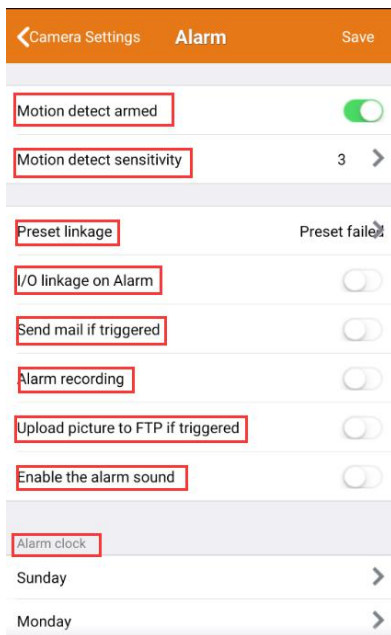 Camera Settings Alarm Save
Motion detect armed
Motion detect sensitivity 3
Preset linkage Preset failed
I/O linkage on Alarm
Send mail if triggered
Alarm recording
Upload picture to FTP if triggered
Enable the alarm sound
Alarm clock
Sunday
Monday